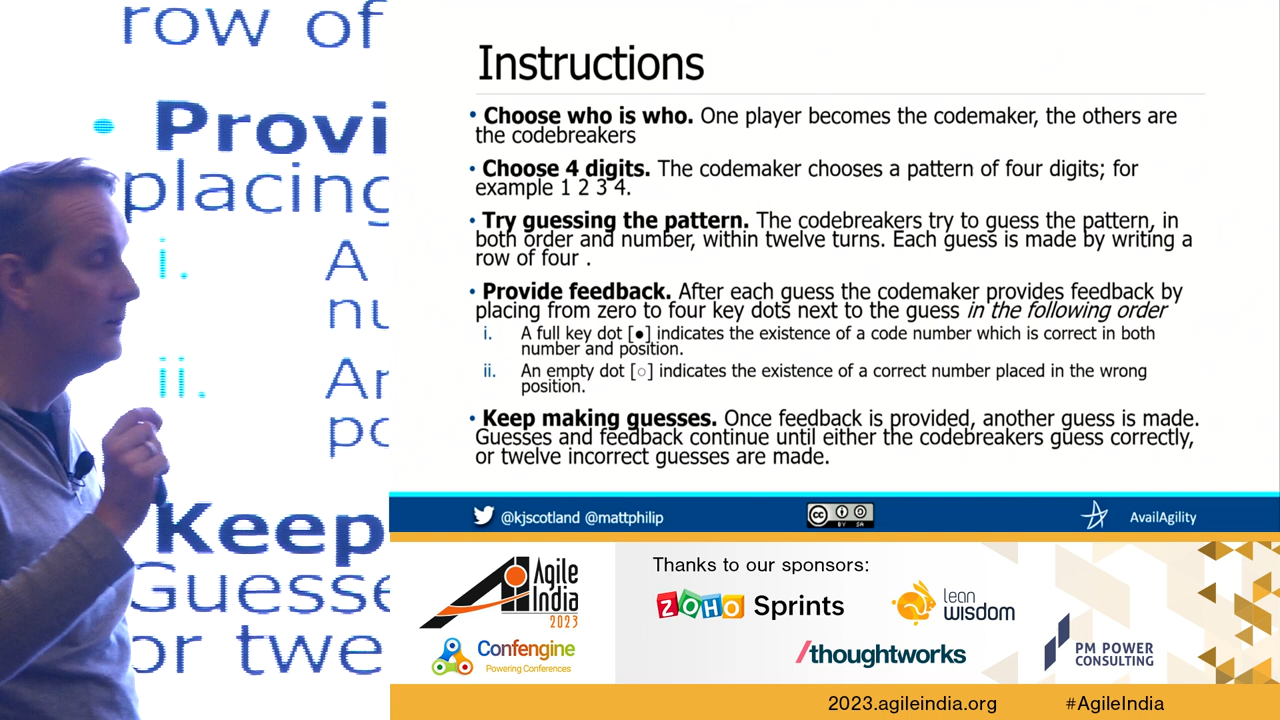 row of
Provi
placing
i.
A
nu
ii.
Ar
po
Keep
Guesse
or twe
Instructions
• Choose who is who. One player becomes the codemaker, the others are
the codebreakers
• Choose 4 digits. The codemaker chooses a pattern of four digits; for
example 1 2 3 4.
• Try guessing the pattern. The codebreakers try to guess the pattern, in
both order and number, within twelve turns. Each guess is made by writing a
row of four .
• Provide feedback. After each guess the codemaker provides feedback by
placing from zero to four key dots next to the guess in the following order
i. A full key dot [●] indicates the existence of a code number which is correct in both
number and position.
ii. An empty dot [○] indicates the existence of a correct number placed in the wrong
position.
• Keep making guesses. Once feedback is provided, another guess is made.
Guesses and feedback continue until either the codebreakers guess correctly,
or twelve incorrect guesses are made.
@kjscotland @mattphilip
cc BY SA
AvailAgility
Agile
India
2023
Confengine
Powering Conferences
Thanks to our sponsors:
ZOHO Sprints
lean
wisdom
/thoughtworks
PM POWER
CONSULTING
2023.agileindia.org #AgileIndia